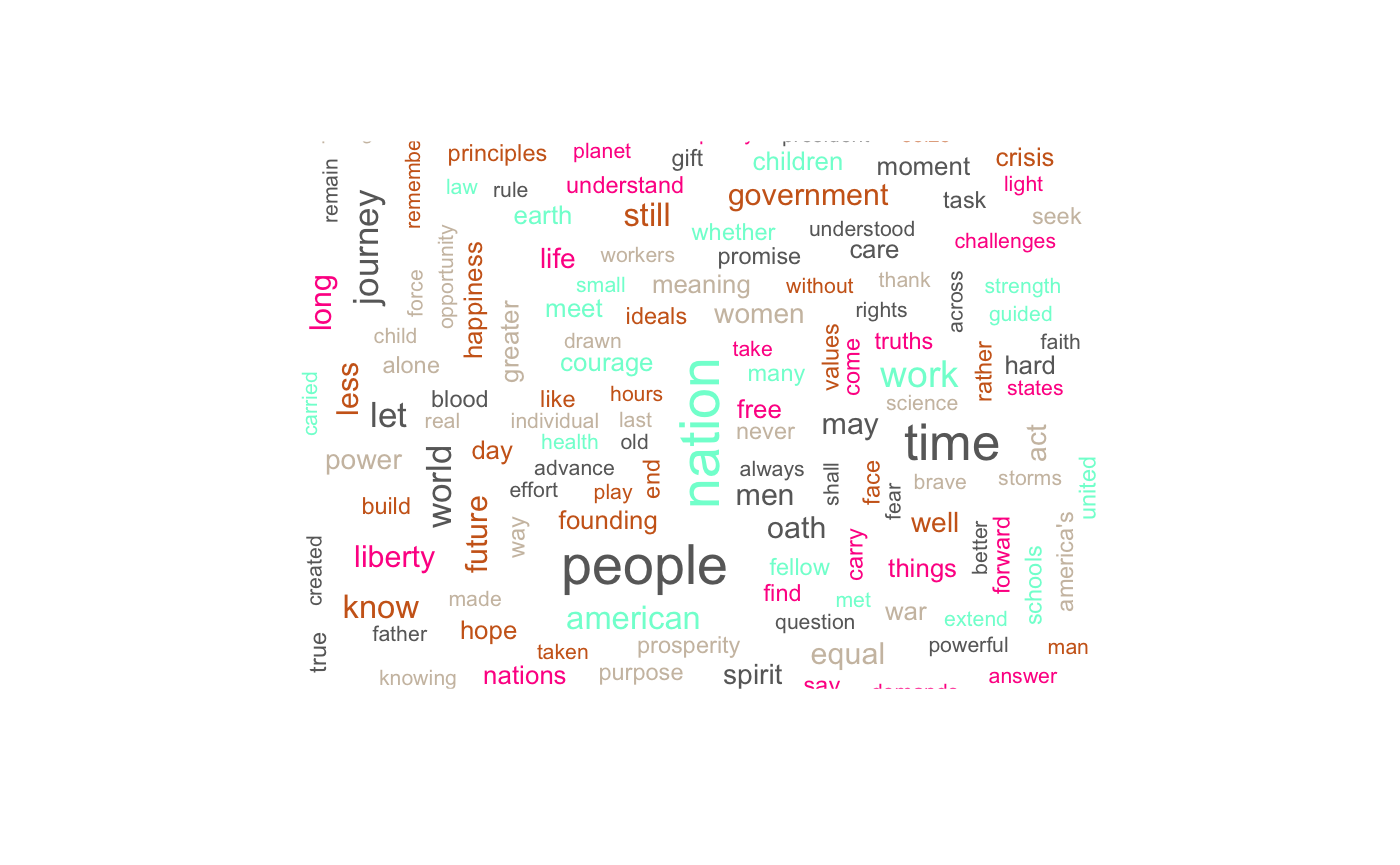 principles
planet
gift
children
moment
crisis
remain
journey
law
rule
understand
government
task
light
earth
still
whether
understood
seek
challenges
long
force
opportunity
happiness
life
workers
promise
care
small
meaning
without
thank
across
strength
greater
meet
ideals
women
rights
guided
child
drawn
take
values
come
truths
faith
alone
courage
nation
many
work
rather
hard
states
carried
less
let
blood
real
like
hours
individual
last
free
never
science
may
time
act
health
old
power
world
day
advance
end
always
shall
face
fear
brave
storms
united
build
future
effort
play
men
way
founding
oath
carry
well
better
forward
schools
america's
created
liberty
people
fellow
things
know
made
find
met
american
question
war
extend
true
father
hope
taken
prosperity
equal
powerful
man
knowing
nations
purpose
spirit
say
answer